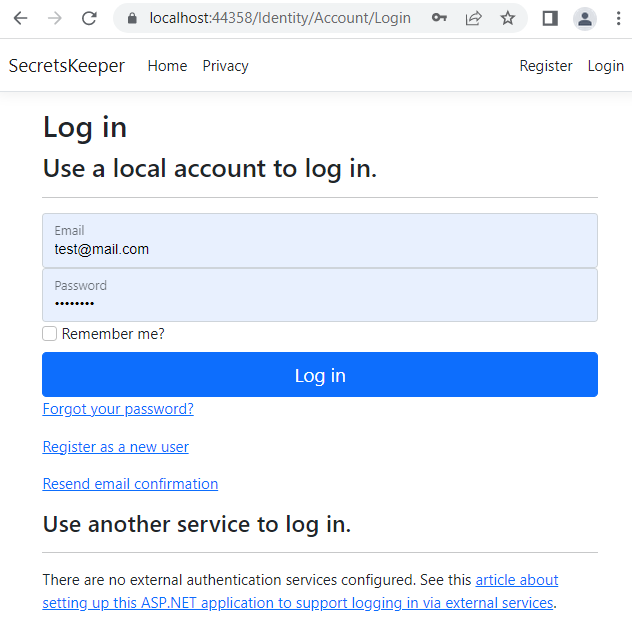 localhost:44358/Identity/Account/Login
SecretsKeeper Home Privacy Register Login
Log in
Use a local account to log in.
Email
test@mail.com
Password
••••••••
Remember me?
Log in
Forgot your password?
Register as a new user
Resend email confirmation
Use another service to log in.
There are no external authentication services configured. See this article about
setting up this ASP.NET application to support logging in via external services.